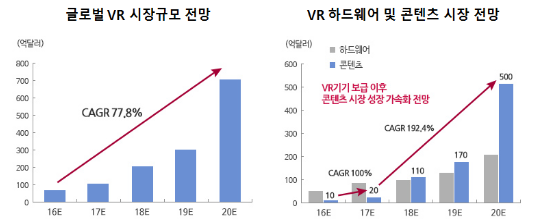 글로벌 VR 시장규모 전망
(억달러)
800
700
600
500
400
300
200
100
0
CAGR 77,8%
16E 17E 18E 19E 20E
VR 하드웨어 및 콘텐츠 시장 전망
(억달러)
600
500
400
300
200
100
0
하드웨어
콘텐츠
VR기기 보급 이후
콘텐츠 시장 성장 가속화 전망
CAGR 192,4%
CAGR 100%
10
20
110
170
500
16E 17E 18E 19E 20E